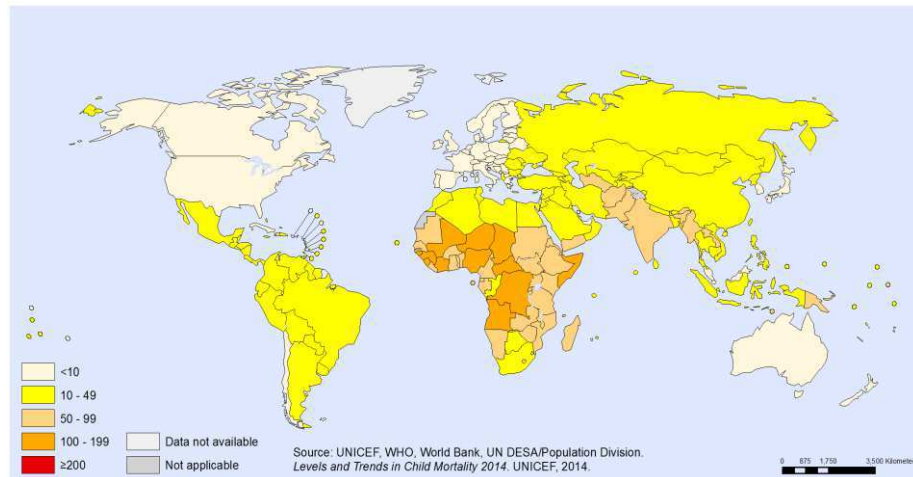 <10
10 - 49
50 - 99
100 - 199
≥200
Data not available
Not applicable
Source: UNICEF, WHO, World Bank, UN DESA/Population Division.
Levels and Trends in Child Mortality 2014. UNICEF, 2014.
0 875 1,750 3,500 Kilometers